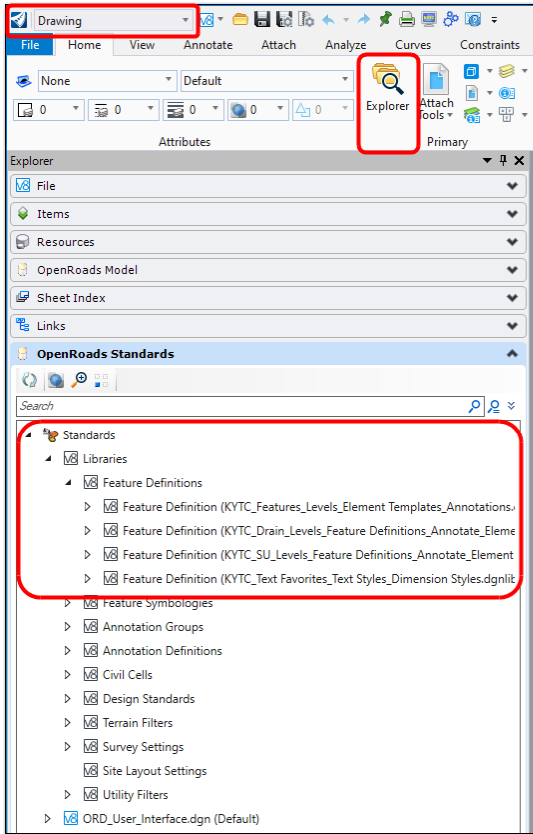 Drawing
File Home View Annotate Attach Analyze Curves Constraints
None Default
0 0 0 0 0
Explorer
Attach
Tools
Attributes Primary
Explorer
File
Items
Resources
OpenRoads Model
Sheet Index
Links
OpenRoads Standards
Search
Standards
Libraries
Feature Definitions
Feature Definition (KYTC_Features_Levels_Element Templates_Annotations.
Feature Definition (KYTC_Drain_Levels_Feature Definitions_Annotate_Eleme
Feature Definition (KYTC_SU_Levels_Feature Definitions_Annotate_Element
Feature Definition (KYTC_Text Favorites_Text Styles_Dimension Styles.dgnlib
Feature Symbologies
Annotation Groups
Annotation Definitions
Civil Cells
Design Standards
Terrain Filters
Survey Settings
Site Layout Settings
Utility Filters
ORD_User_Interface.dgn (Default)